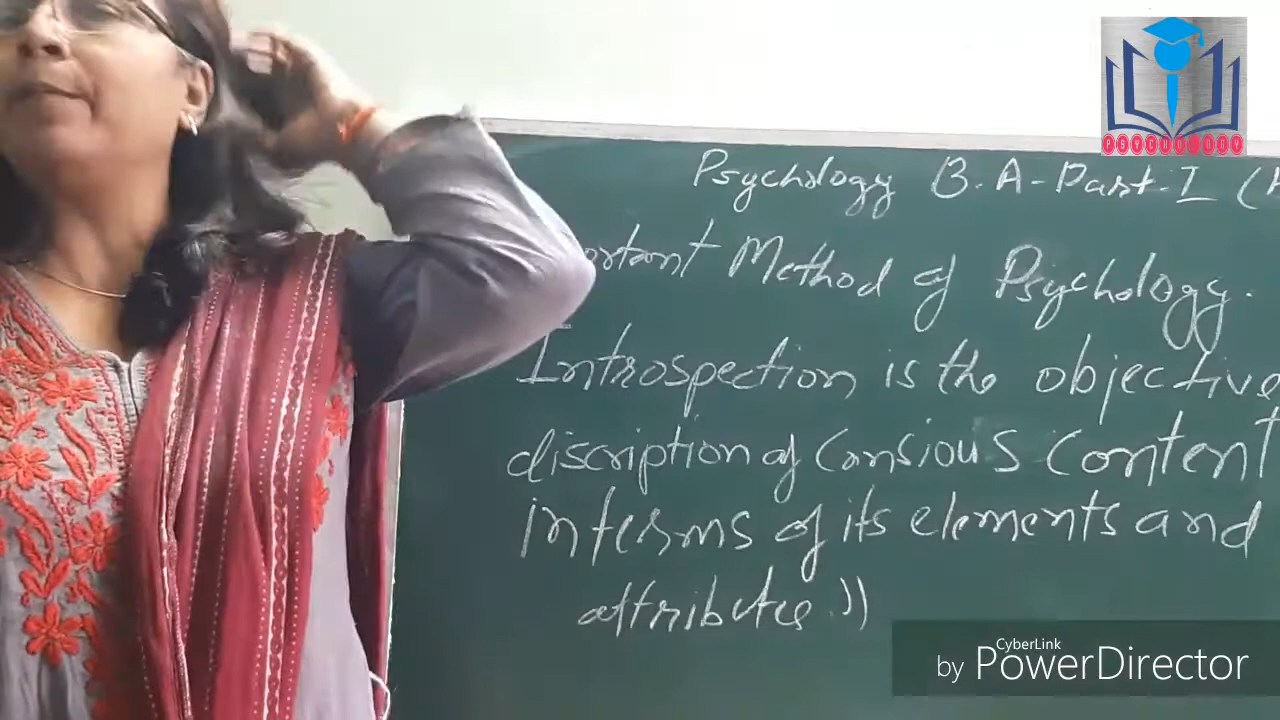 Psychology B.A-Part-I (
ortant Method of Psychology.
Introspection is the objective
discription of Consious Content
interms of its elements and
attributes."
CyberLink
by PowerDirector